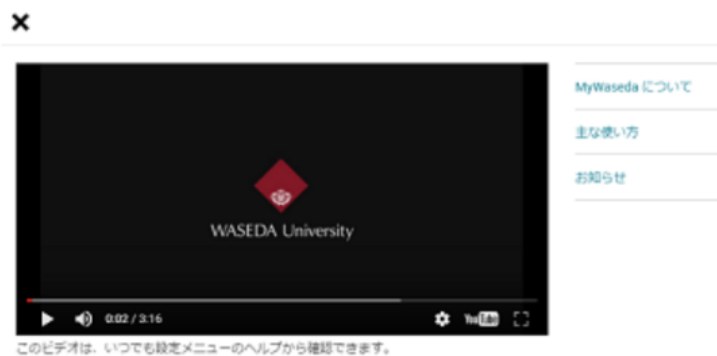 WASEDA University
0:02 / 3:16
YouTube
このビデオは、いつでも設定メニューのヘルプから確認できます。
MyWaseda について
主な使い方
お知らせ